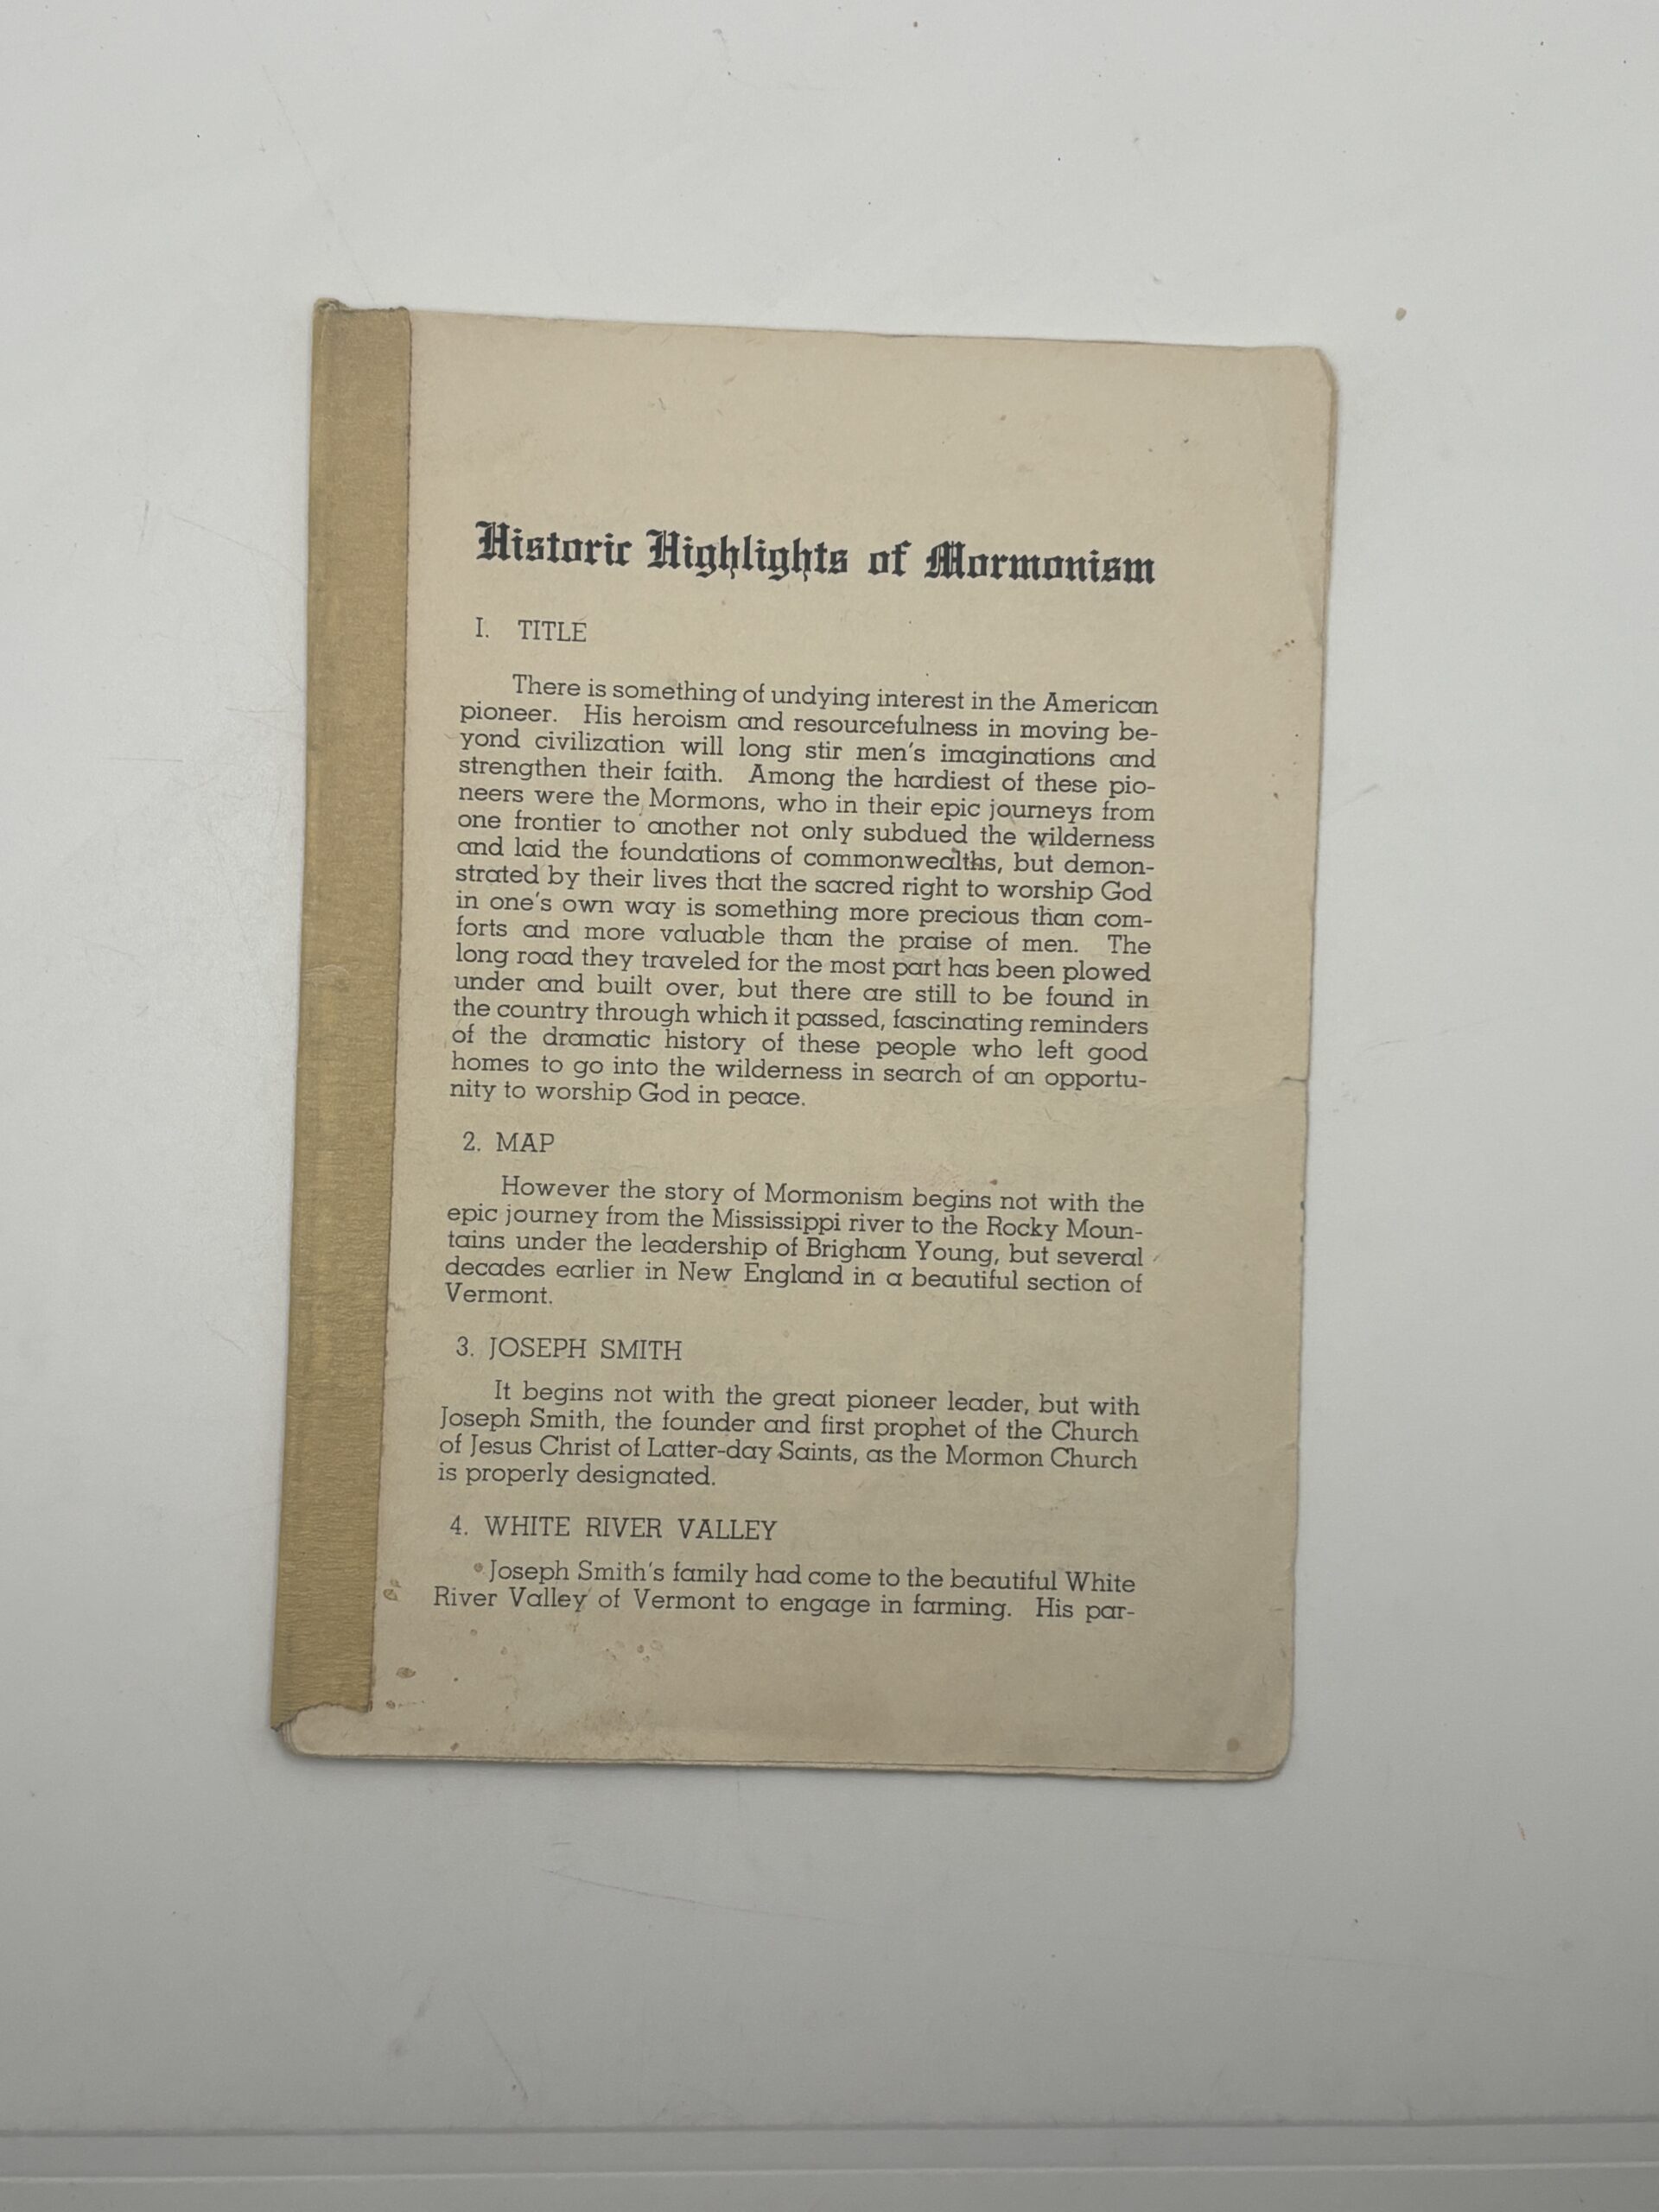 Historic Highlights of Mormonism
I. TITLE
There is something of undying interest in the American
pioneer. His heroism and resourcefulness in moving be-
yond civilization will long stir men's imaginations and
strengthen their faith. Among the hardiest of these pio-
neers were the Mormons, who in their epic journeys from
one frontier to another not only subdued the wilderness
and laid the foundations of commonwealths, but demon-
strated by their lives that the sacred right to worship God
in one's own way is something more precious than com-
forts and more valuable than the praise of men. The
long road they traveled for the most part has been plowed
under and built over, but there are still to be found in
the country through which it passed, fascinating reminders
of the dramatic history of these people who left good
homes to go into the wilderness in search of an opportu-
nity to worship God in peace.
2. MAP
However the story of Mormonism begins not with the
epic journey from the Mississippi river to the Rocky Moun-
tains under the leadership of Brigham Young, but several
decades earlier in New England in a beautiful section of
Vermont.
3. JOSEPH SMITH
It begins not with the great pioneer leader, but with
Joseph Smith, the founder and first prophet of the Church
of Jesus Christ of Latter-day Saints, as the Mormon Church
is properly designated.
4. WHITE RIVER VALLEY
Joseph Smith's family had come to the beautiful White
River Valley of Vermont to engage in farming. His par-